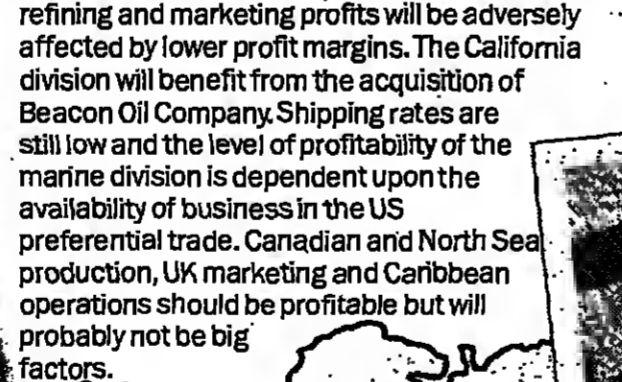 refining and marketing profits will be adversely
affected by lower profit margins. The California
division will benefit from the acquisition of
Beacon Oil Company. Shipping rates are
still low and the level of profitability of the
marine division is dependent upon the
availability of business in the US
preferential trade. Canadian and North Sea
production, UK marketing and Caribbean
operations should be profitable but will
probably not be big
factors.